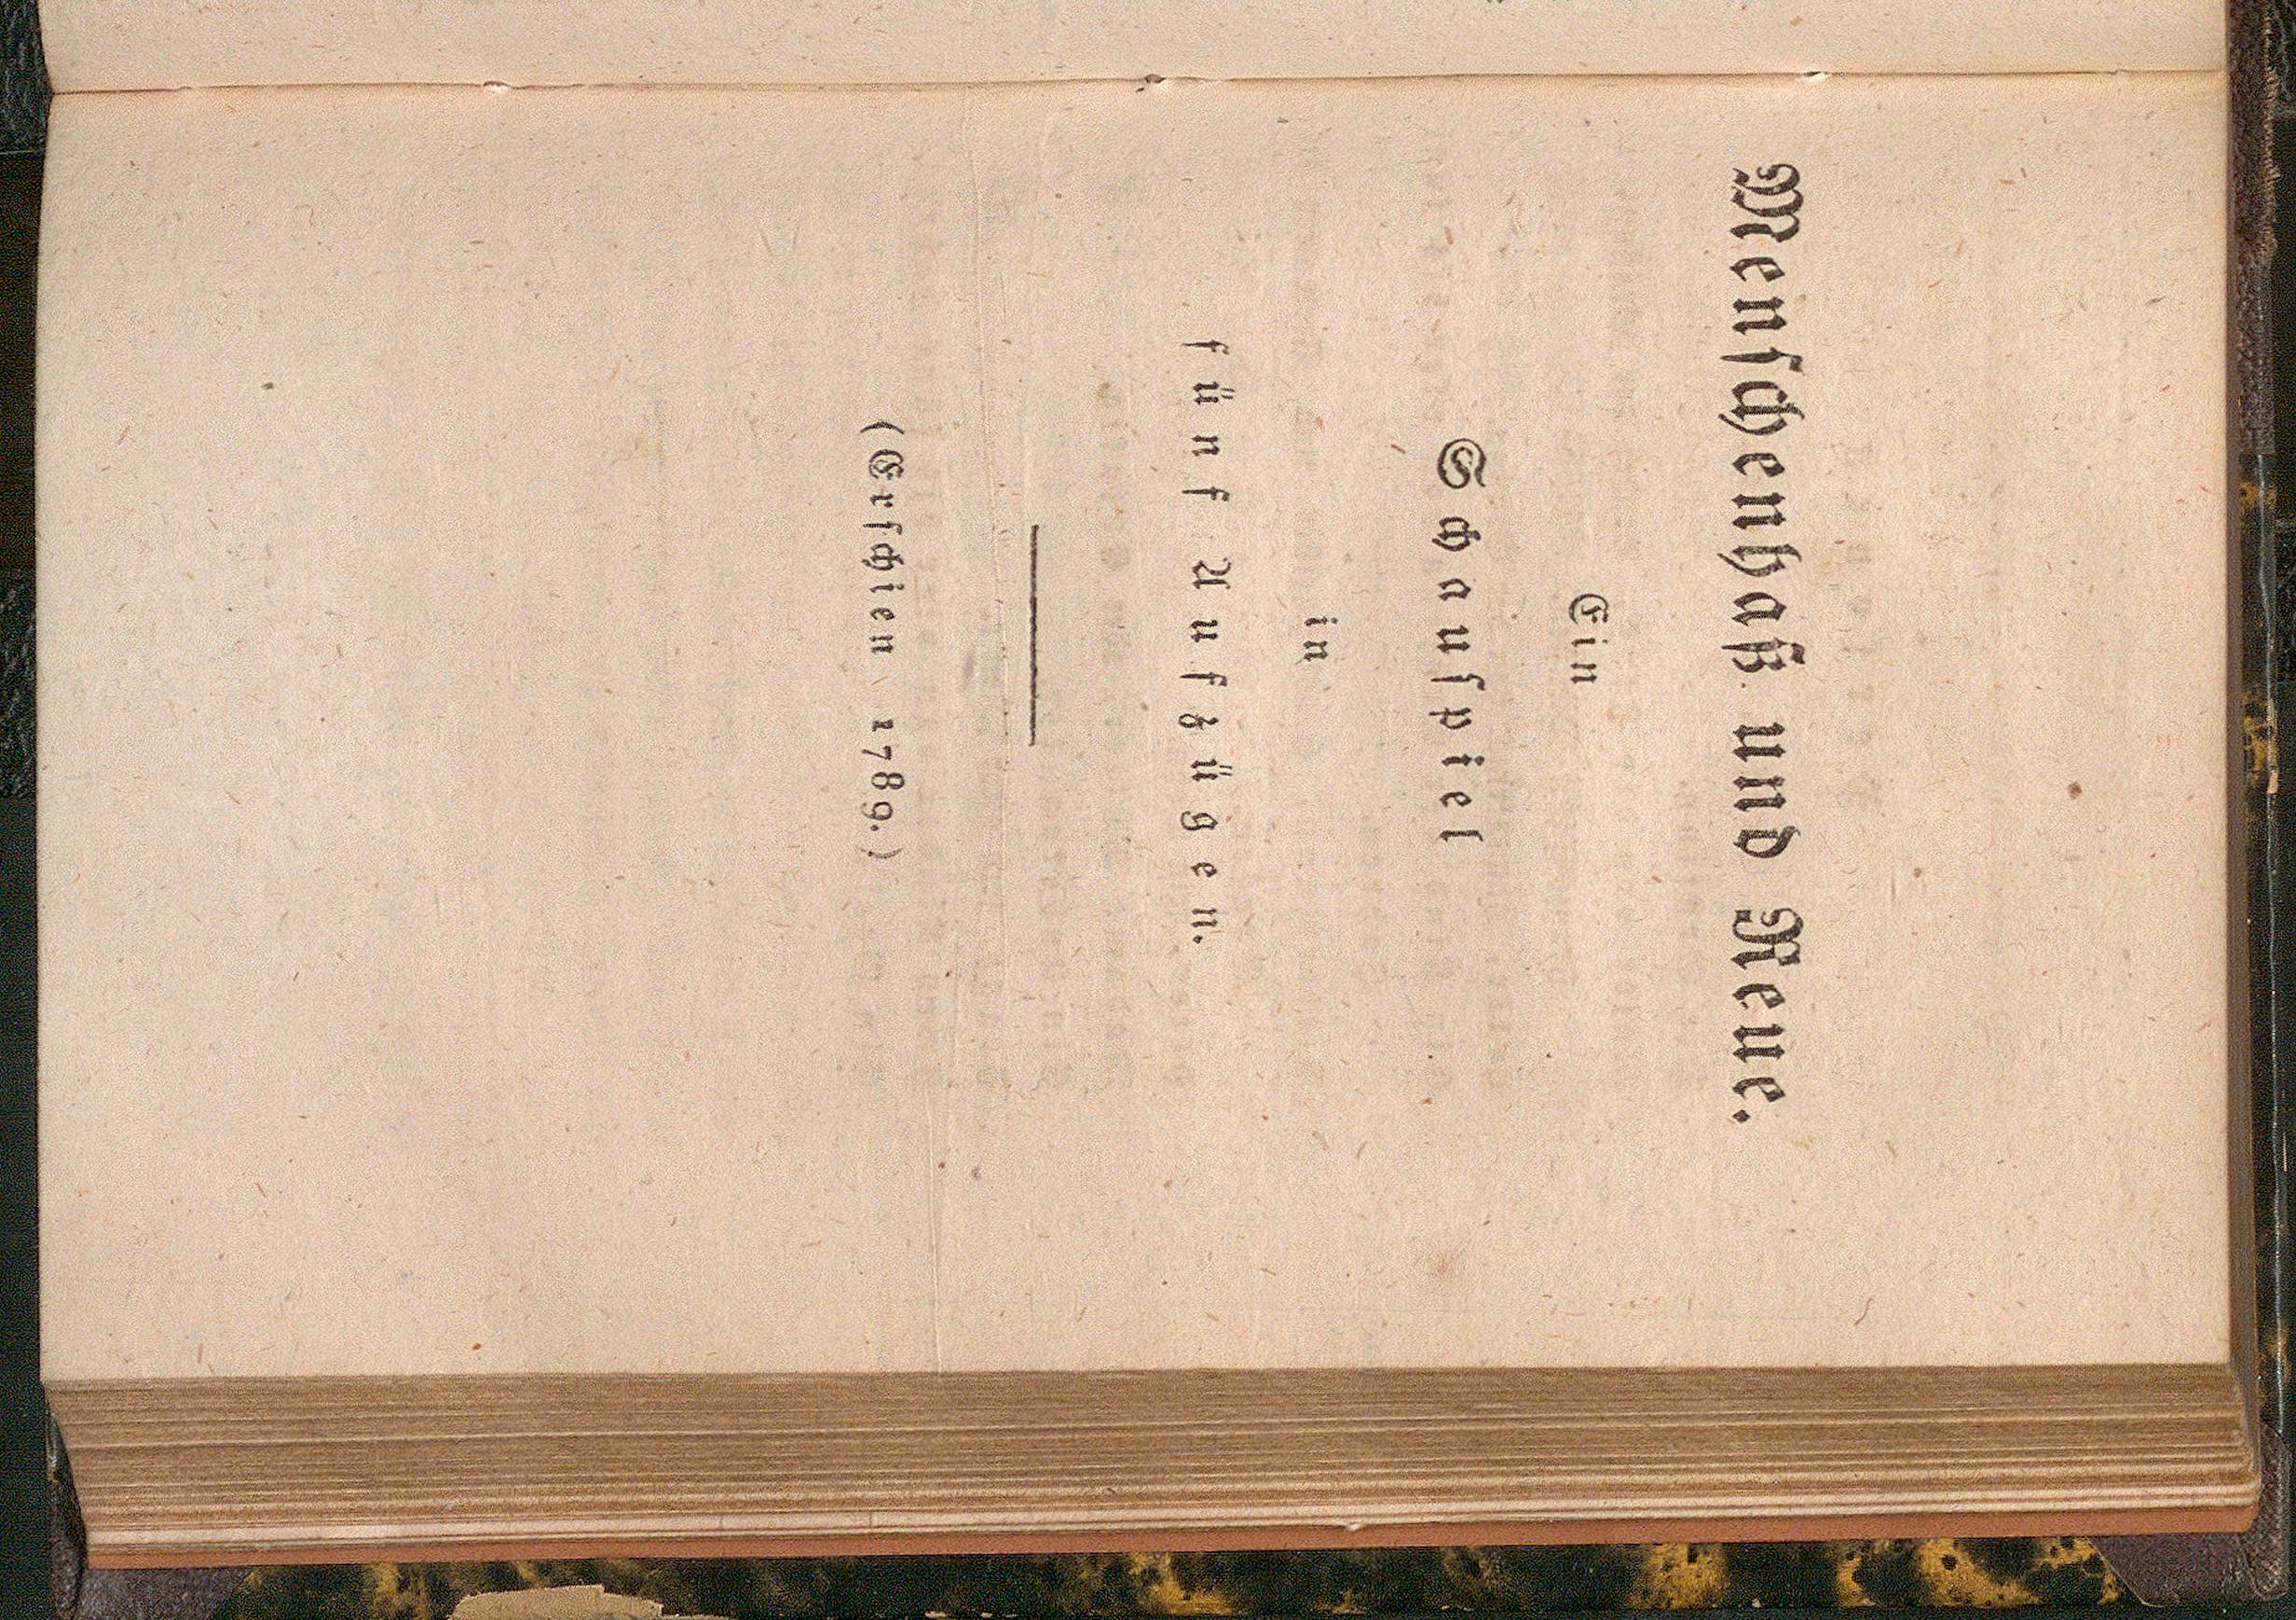 Menſchenhaß und Reue.
Ein
Schauſpiel
in
fünf Aufzügen.
(Erſchien 1789.)